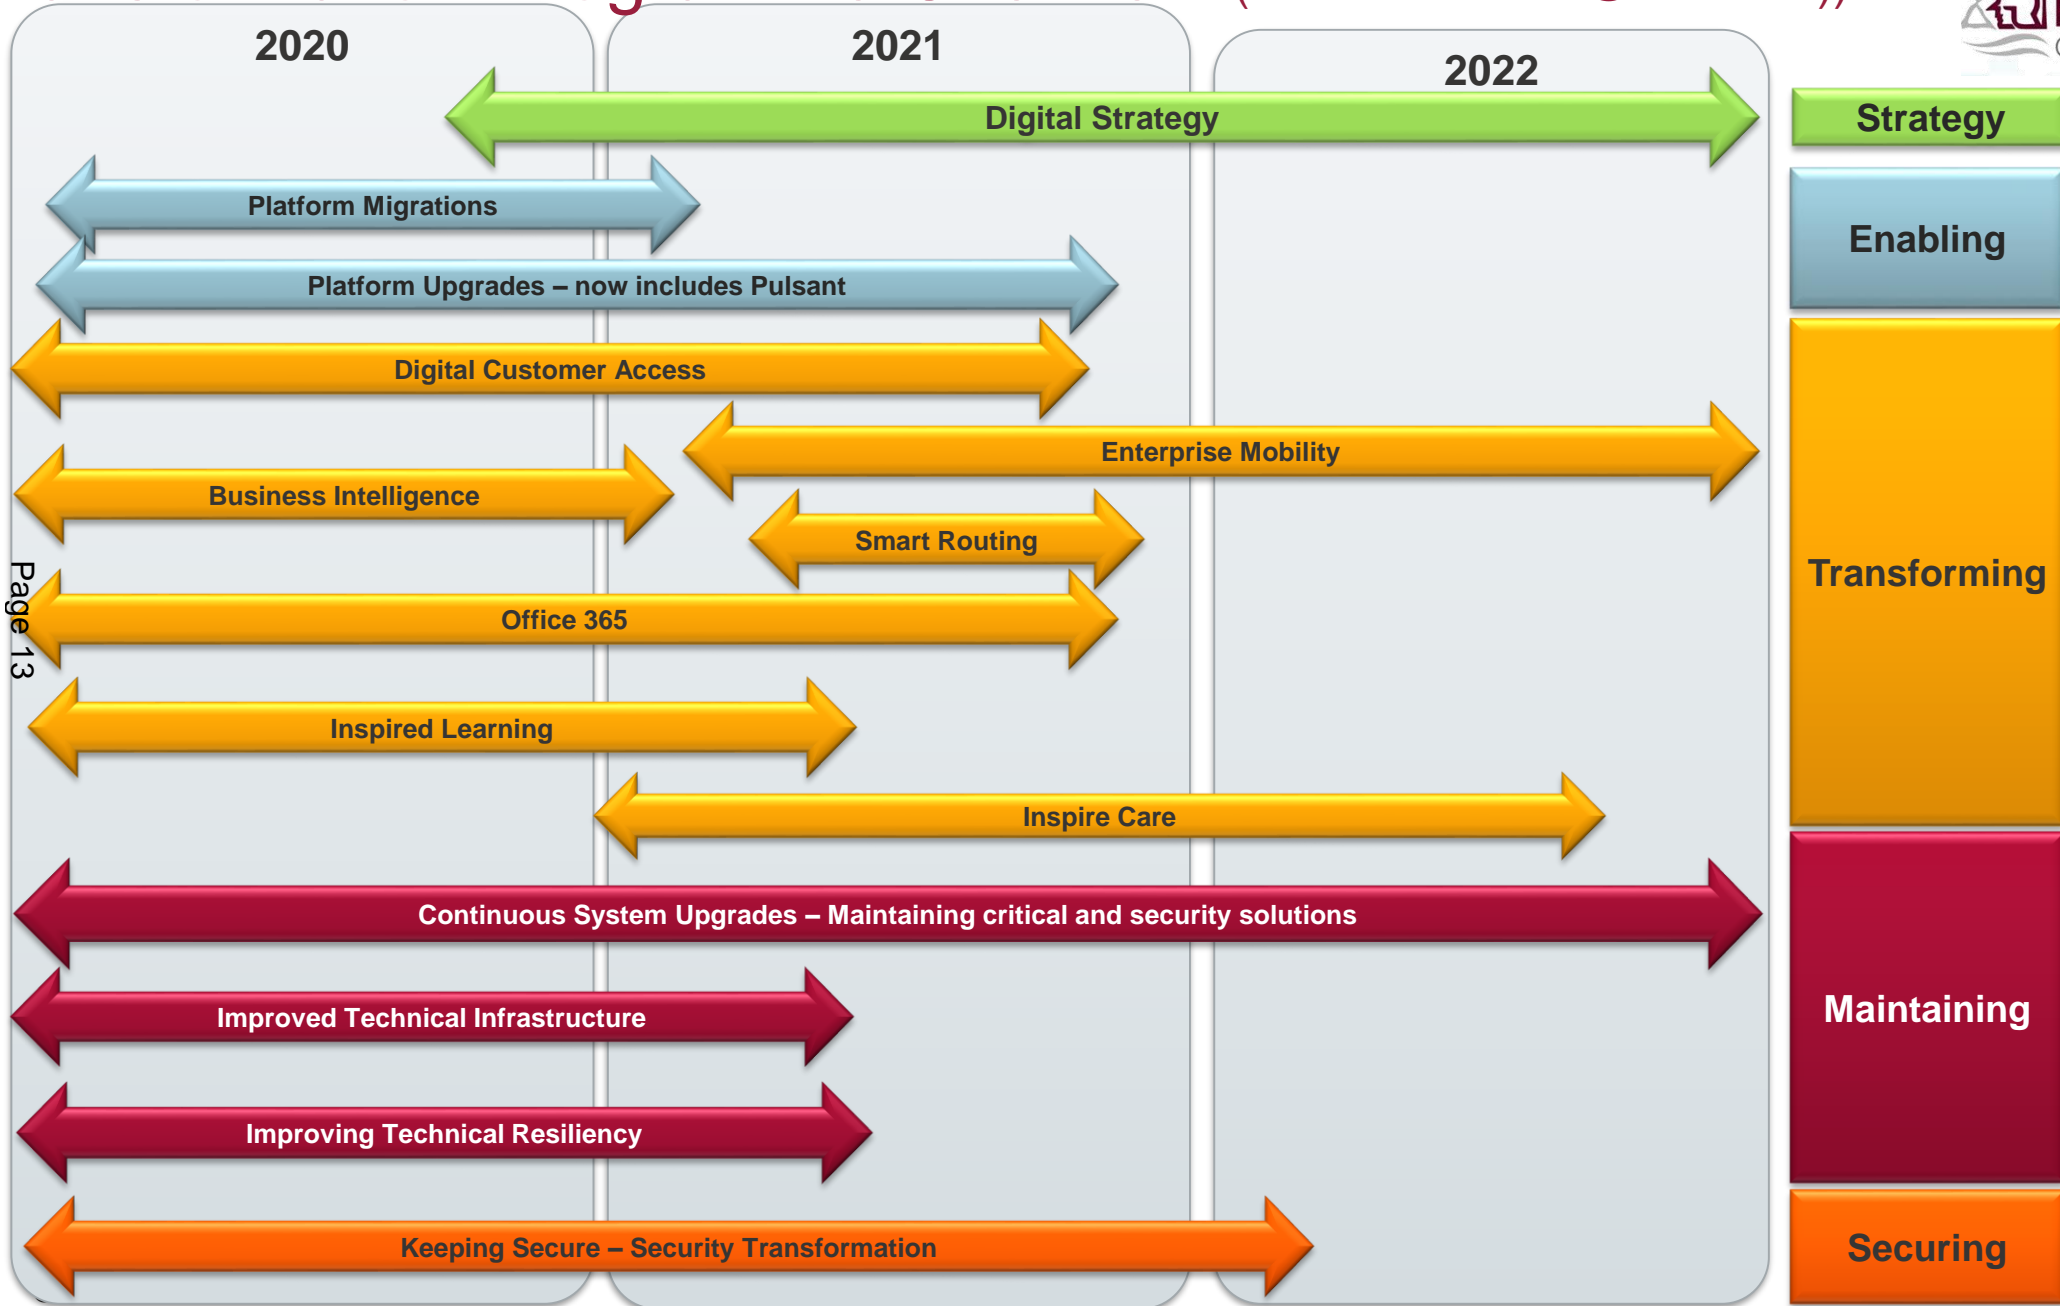 2020
2021
2022
Digital Strategy
Strategy
Platform Migrations
Enabling
Platform Upgrades – now includes Pulsant
Digital Customer Access
Enterprise Mobility
Business Intelligence
Smart Routing
Transforming
Office 365
Page 13
Inspired Learning
Inspire Care
Continuous System Upgrades – Maintaining critical and security solutions
Maintaining
Improved Technical Infrastructure
Improving Technical Resiliency
Keeping Secure – Security Transformation
Securing